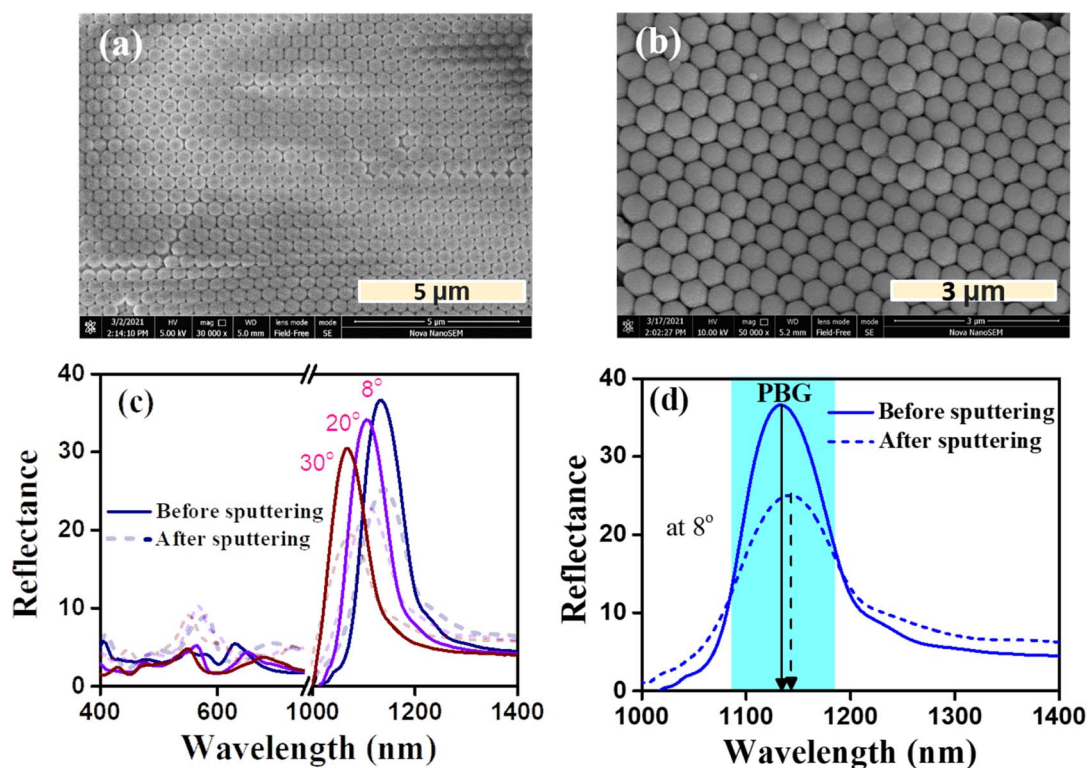 (a)
5 µm
3/2/2021 HV mag WD lens mode mode 5 µm
2:14:10 PM 5.00 kV 30 000 x 5.0 mm Field-Free SE Nova NanoSEM
(b)
3 µm
3/17/2021 HV mag WD lens mode mode 3 µm
2:02:27 PM 10.00 kV 50 000 x 5.2 mm Field-Free SE Nova NanoSEM
(c)
8°
20°
30°
Before sputtering
After sputtering
Reflectance
40
30
20
10
0
400 600 1000 1200 1400
Wavelength (nm)
(d)
PBG
Before sputtering
After sputtering
at 8°
Reflectance
40
30
20
10
0
1000 1100 1200 1300 1400
Wavelength (nm)